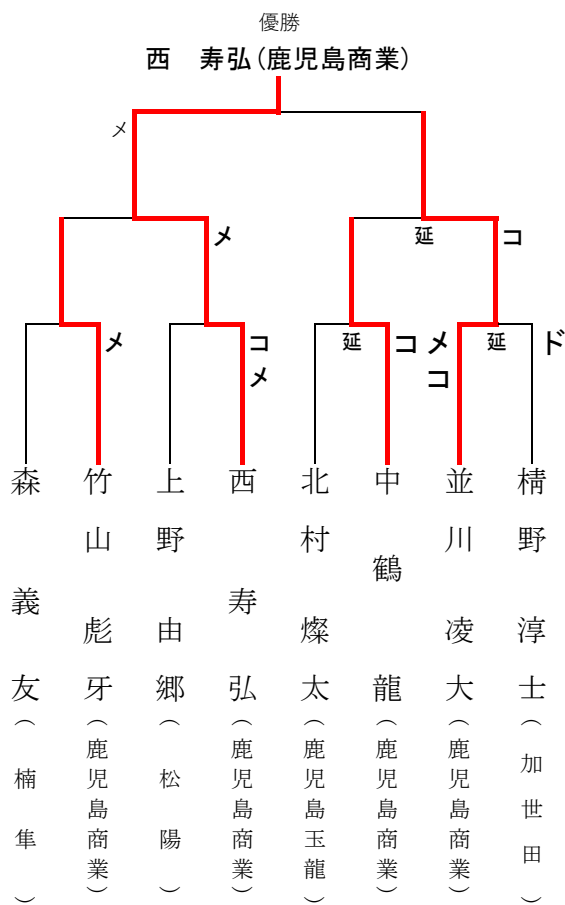 優勝
西　寿弘(鹿児島商業)
メ
メ
延
コ
メ
コ
メ
延
コ
メ
コ
延
ド
森　義友(楠隼)
竹山彪牙(鹿児島商業)
上野由郷(松陽)
西　寿弘(鹿児島商業)
北村燦太(鹿児島玉龍)
中鶴　龍(鹿児島商業)
並川凌大(鹿児島商業)
棈野淳士(加世田)